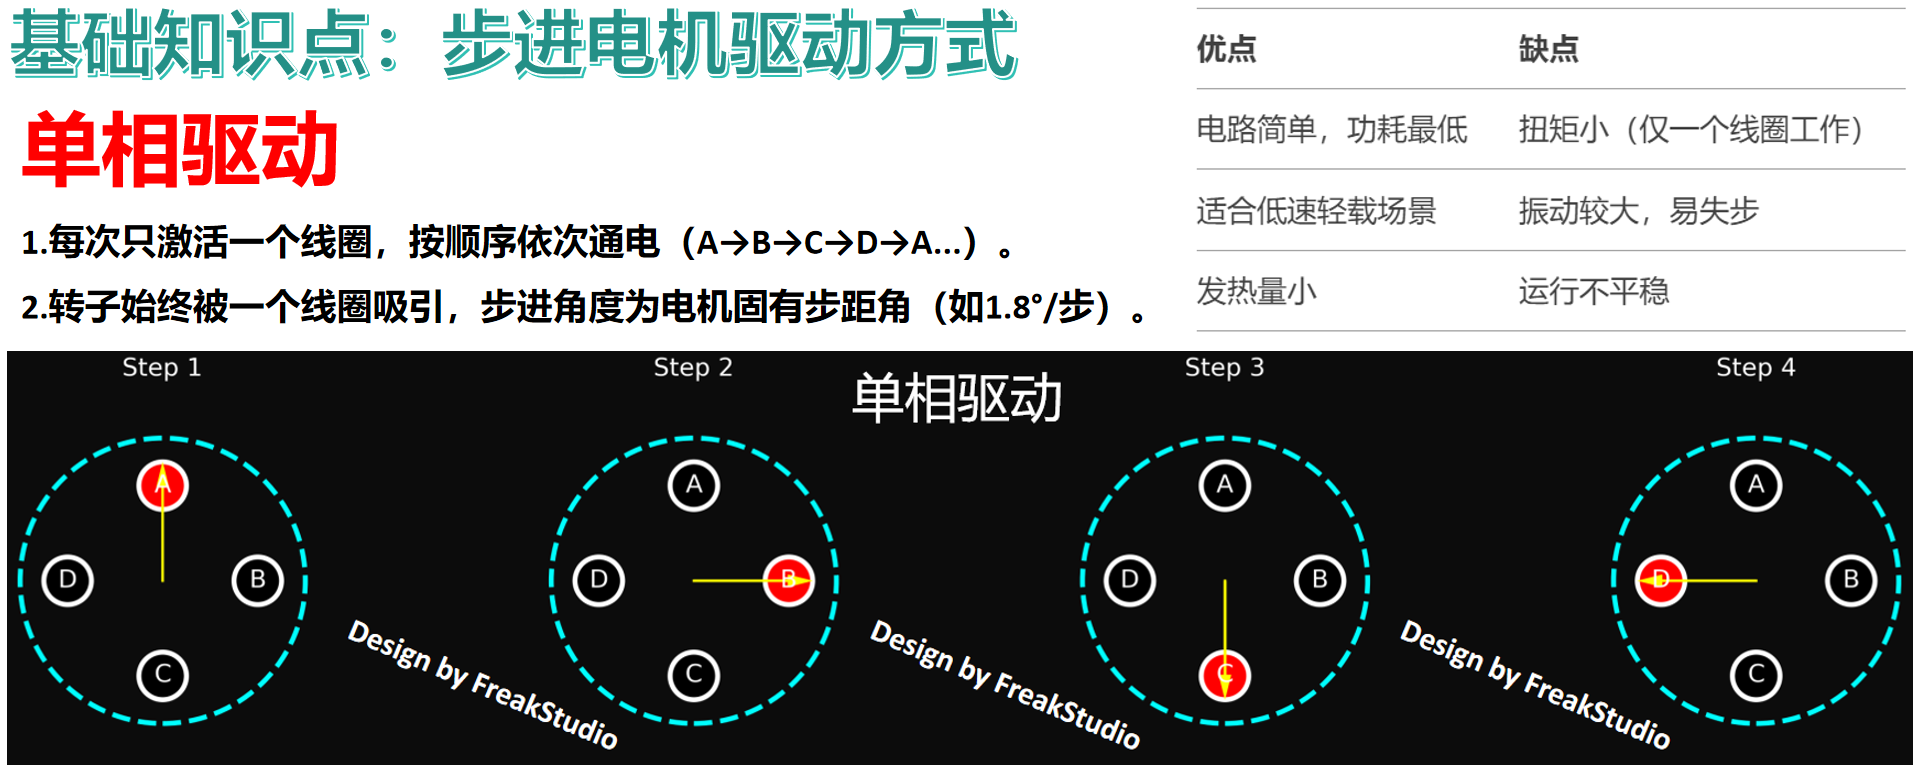 基础知识点：步进电机驱动方式
单相驱动
1.每次只激活一个线圈，按顺序依次通电（A→B→C→D→A...）。
2.转子始终被一个线圈吸引，步进角度为电机固有步距角（如1.8°/步）。
优点 缺点
电路简单，功耗最低 扭矩小（仅一个线圈工作）
适合低速轻载场景 振动较大，易失步
发热量小 运行不平稳
单相驱动
Step 1
A
D
B
C
Design by FreakStudio
Step 2
A
D
B
C
Design by FreakStudio
Step 3
A
D
B
C
Design by FreakStudio
Step 4
A
D
B
C